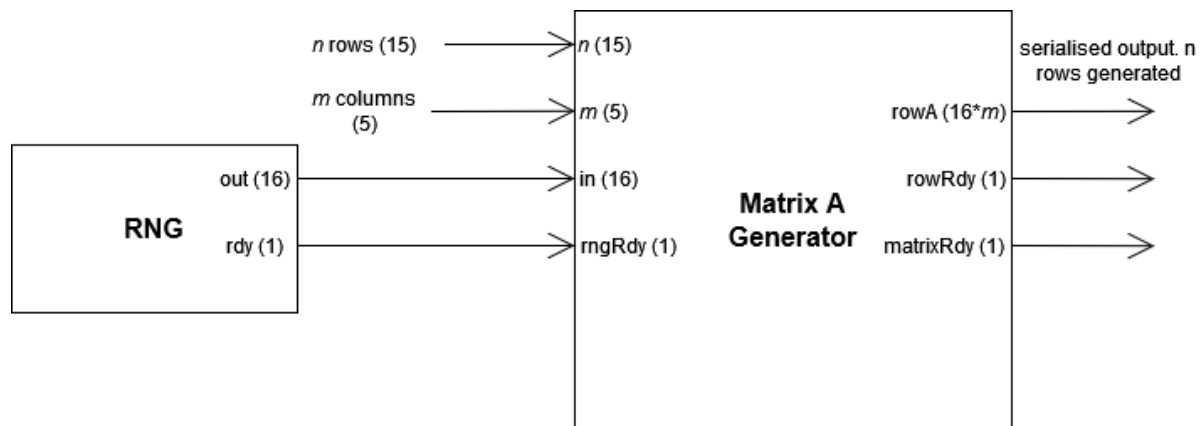 n rows (15)
m columns
(5)
RNG
out (16)
rdy (1)
n (15)
m (5)
in (16)
rngRdy (1)
Matrix A
Generator
rowA (16*m)
rowRdy (1)
matrixRdy (1)
serialised output. n
rows generated